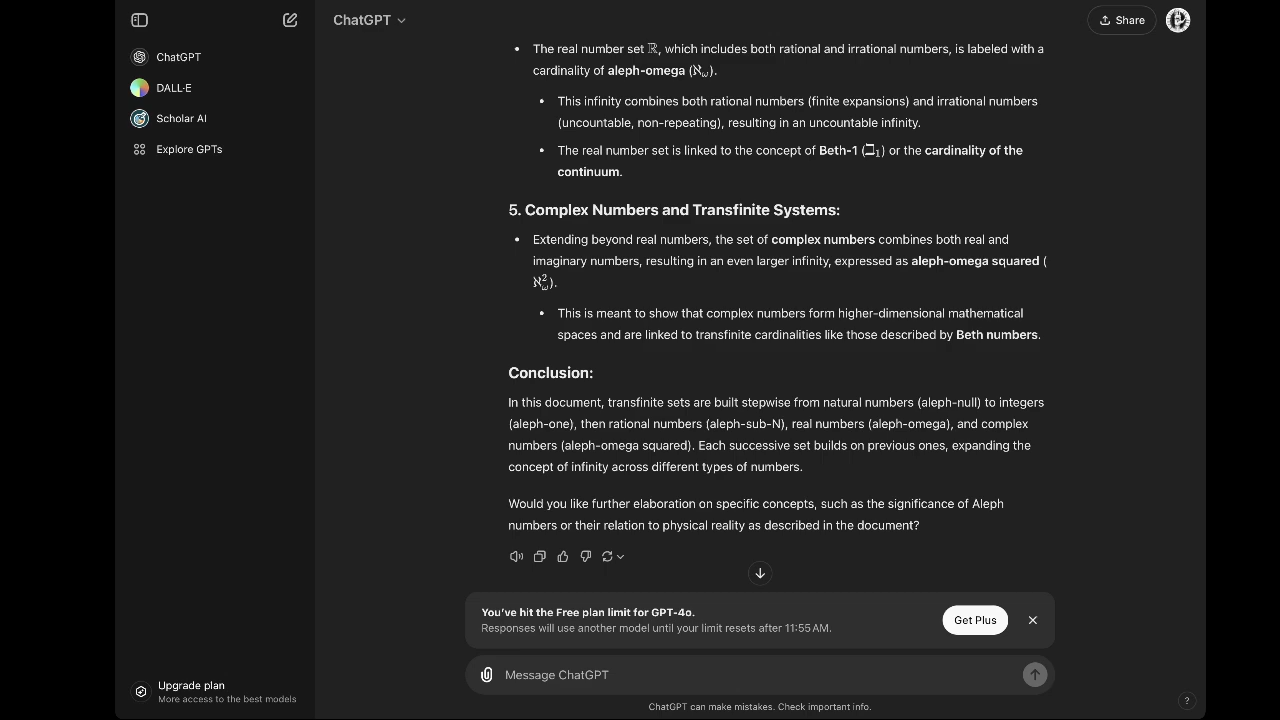 ChatGPT
Share
ChatGPT
DALL·E
Scholar AI
Explore GPTs
• The real number set ℝ, which includes both rational and irrational numbers, is labeled with a
cardinality of aleph-omega (ℵω).
• This infinity combines both rational numbers (finite expansions) and irrational numbers
(uncountable, non-repeating), resulting in an uncountable infinity.
• The real number set is linked to the concept of Beth-1 (ℶ₁) or the cardinality of the
continuum.
5. Complex Numbers and Transfinite Systems:
• Extending beyond real numbers, the set of complex numbers combines both real and
imaginary numbers, resulting in an even larger infinity, expressed as aleph-omega squared (
ℵω²).
• This is meant to show that complex numbers form higher-dimensional mathematical
spaces and are linked to transfinite cardinalities like those described by Beth numbers.
Conclusion:
In this document, transfinite sets are built stepwise from natural numbers (aleph-null) to integers
(aleph-one), then rational numbers (aleph-sub-N), real numbers (aleph-omega), and complex
numbers (aleph-omega squared). Each successive set builds on previous ones, expanding the
concept of infinity across different types of numbers.
Would you like further elaboration on specific concepts, such as the significance of Aleph
numbers or their relation to physical reality as described in the document?
You've hit the Free plan limit for GPT-4o.
Responses will use another model until your limit resets after 11:55 AM.
Get Plus
Message ChatGPT
Upgrade plan
More access to the best models
ChatGPT can make mistakes. Check important info.
?